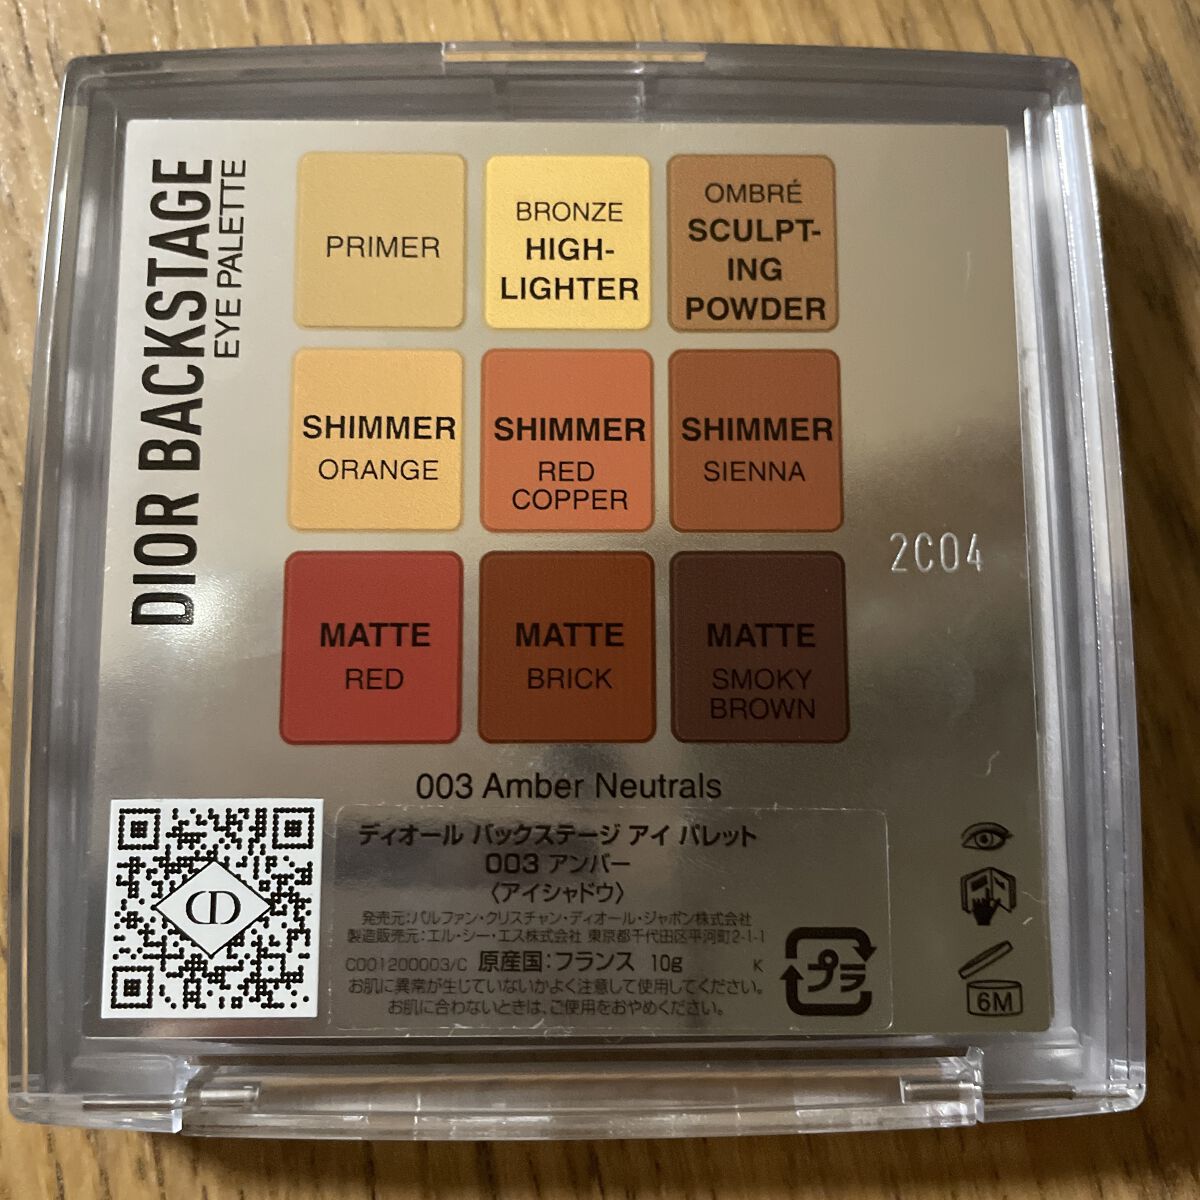 DIOR BACKSTAGE
EYE PALETTE
PRIMER
BRONZE
HIGH-
LIGHTER
OMBRÉ
SCULPT-
ING
POWDER
SHIMMER
ORANGE
SHIMMER
RED
COPPER
SHIMMER
SIENNA
MATTE
RED
MATTE
BRICK
MATTE
SMOKY
BROWN
2C04
003 Amber Neutrals
CD
ディオール バックステージ アイ パレット
003 アンバー
〈アイシャドウ〉
発売元:パルファン・クリスチャン・ディオール・ジャポン株式会社
製造販売元:エル・シー・エス株式会社 東京都千代田区平河町2-1-1
C001200003/C 原産国:フランス 10g K
お肌に異常が生じていないかよく注意して使用してください。
お肌に合わないときは、ご使用をおやめください。
プラ
6M